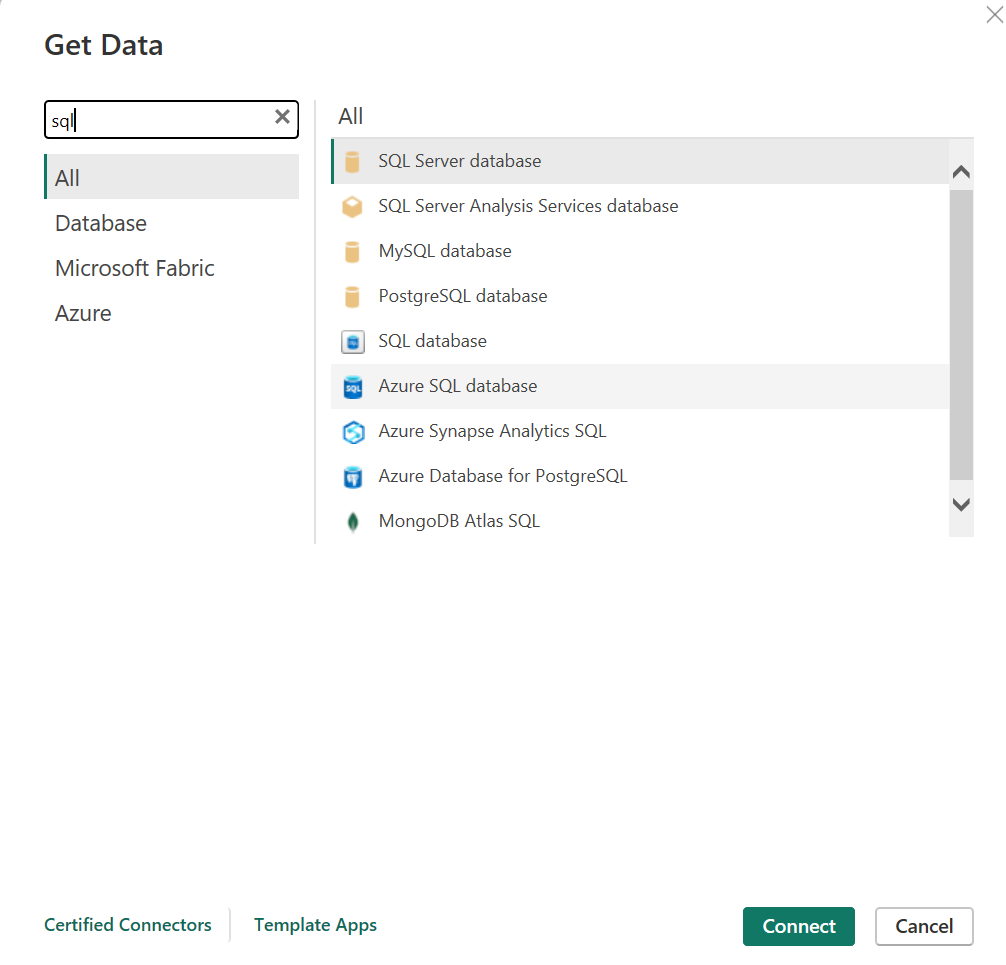 Get Data
sql
All
Database
Microsoft Fabric
Azure
All
SQL Server database
SQL Server Analysis Services database
MySQL database
PostgreSQL database
SQL database
Azure SQL database
Azure Synapse Analytics SQL
Azure Database for PostgreSQL
MongoDB Atlas SQL
Certified Connectors
Template Apps
Connect
Cancel